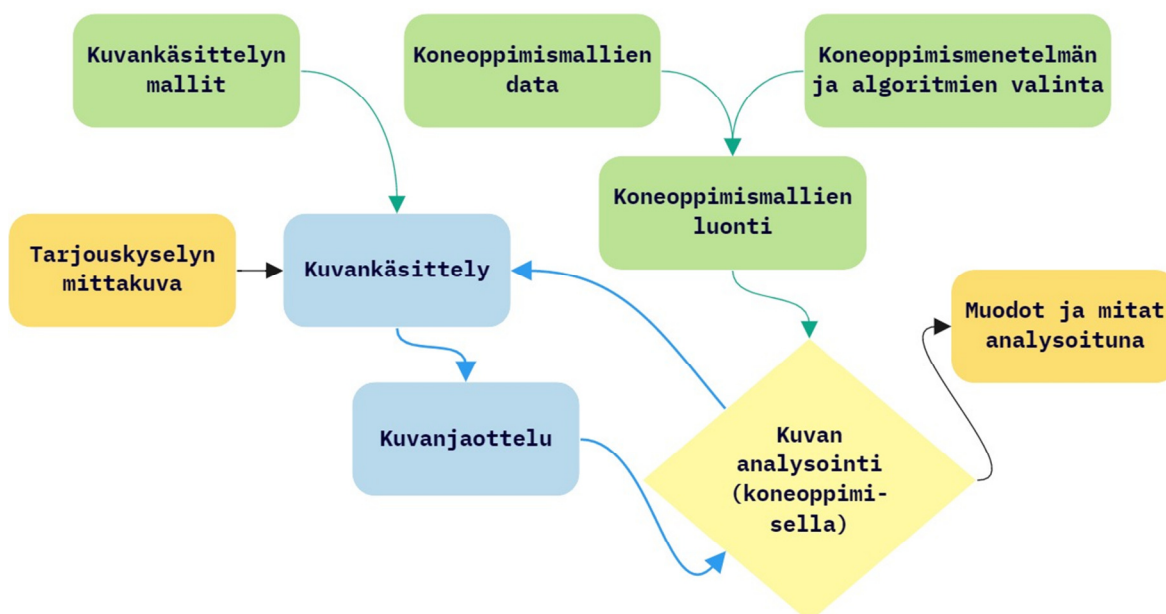 Kuvankäsittelyn
mallit
Koneoppimismallien
data
Koneoppimismenetelmän
ja algoritmien valinta
Koneoppimismallien
luonti
Tarjouskyselyn
mittakuva
Kuvankäsittely
Muodot ja mitat
analysoituna
Kuvanjaottelu
Kuvan
analysointi
(koneoppimi-
sella)